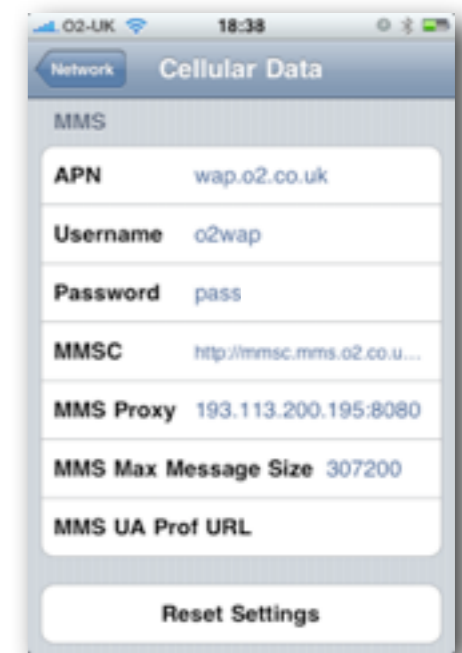 O2-UK 18:38
Network Cellular Data
MMS
APN wap.o2.co.uk
Username o2wap
Password pass
MMSC http://mmsc.mms.o2.co.u...
MMS Proxy 193.113.200.195:8080
MMS Max Message Size 307200
MMS UA Prof URL
Reset Settings